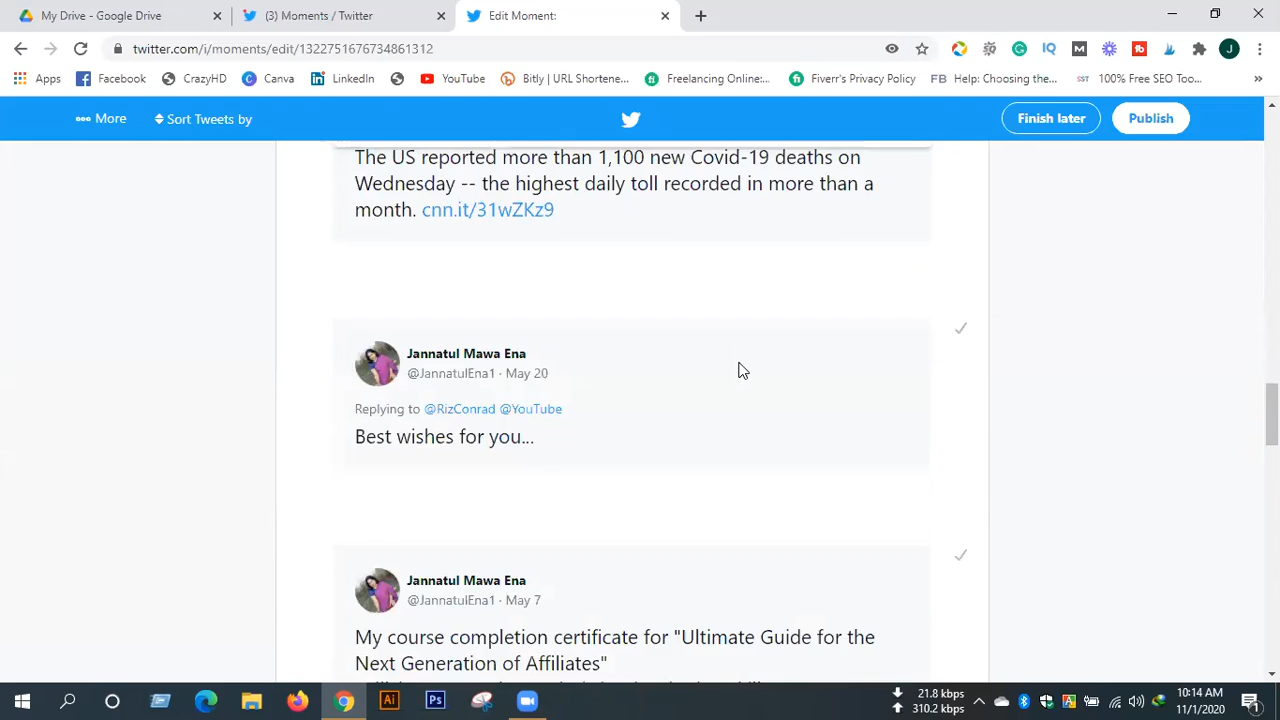 My Drive - Google Drive
(3) Moments / Twitter
Edit Moment:
twitter.com/i/moments/edit/1322751676734861312
Apps
Facebook
CrazyHD
Canva
LinkedIn
YouTube
Bitly | URL Shortene...
Freelancing Online:...
Fiverr's Privacy Policy
FB Help: Choosing the...
SST 100% Free SEO Too...
More
Sort Tweets by
Finish later
Publish
The US reported more than 1,100 new Covid-19 deaths on
Wednesday -- the highest daily toll recorded in more than a
month. cnn.it/31wZKz9
Jannatul Mawa Ena
@JannatulEna1 · May 20
Replying to @RizConrad @YouTube
Best wishes for you...
Jannatul Mawa Ena
@JannatulEna1 · May 7
My course completion certificate for "Ultimate Guide for the
Next Generation of Affiliates"
21.8 kbps
310.2 kbps
10:14 AM
11/1/2020